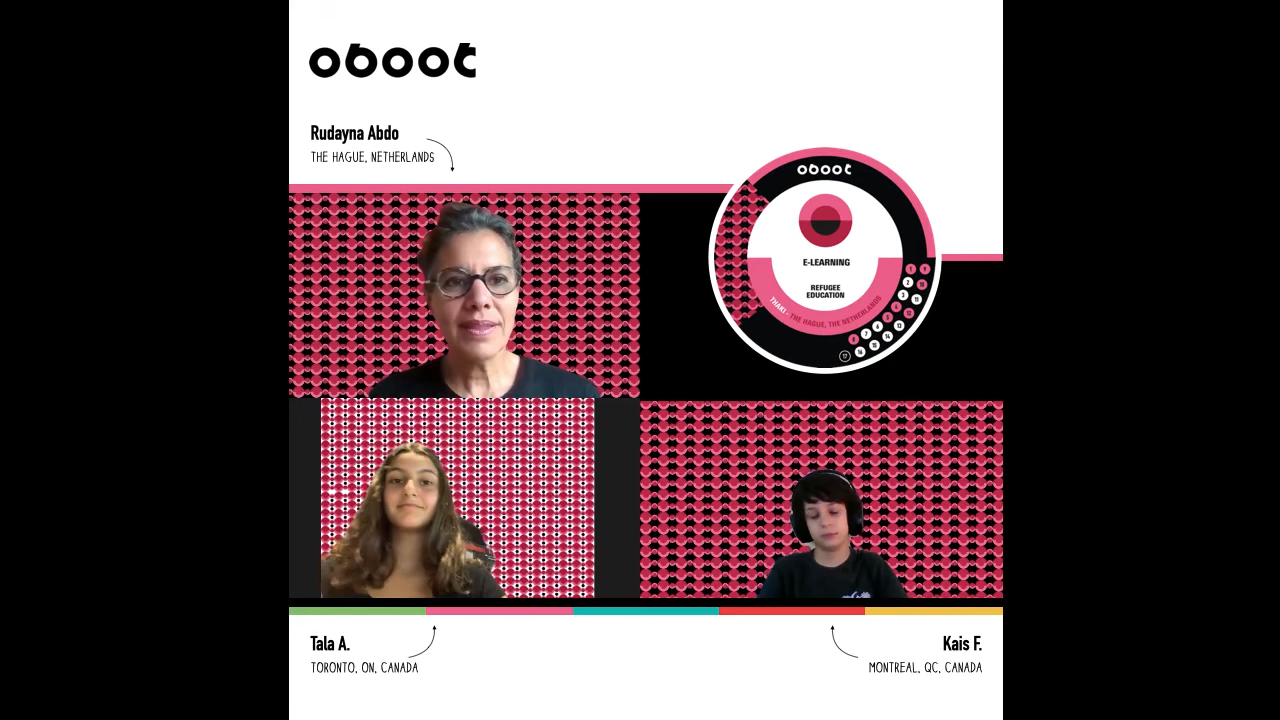 oboot
Rudayna Abdo
THE HAGUE, NETHERLANDS
oboot
E-LEARNING
REFUGEE
EDUCATION
THAKI - THE HAGUE, THE NETHERLANDS
Tala A.
TORONTO, ON, CANADA
Kais F.
MONTREAL, QC, CANADA